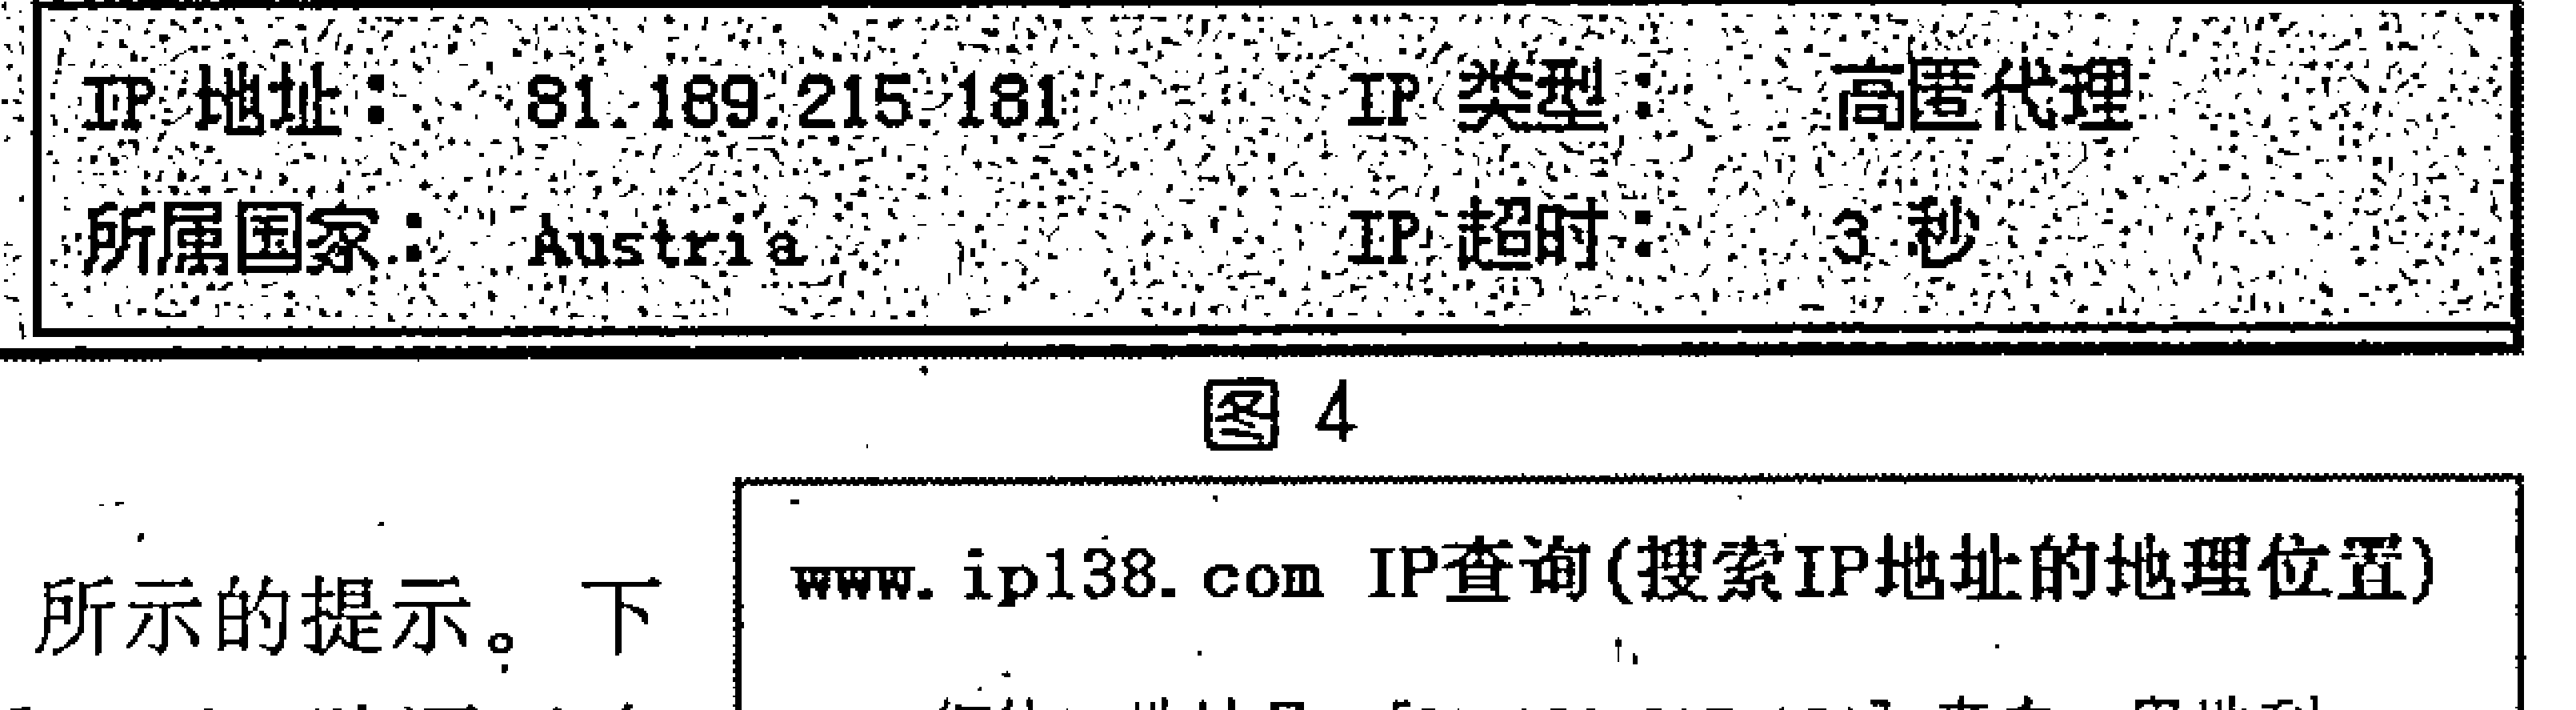 IP 地址： 81.189.215.181 IP 类型： 高匿代理
所属国家： Austria IP 超时： 3 秒
图 4
所示的提示。下
www.ip138.com IP查询(搜索IP地址的地理位置)